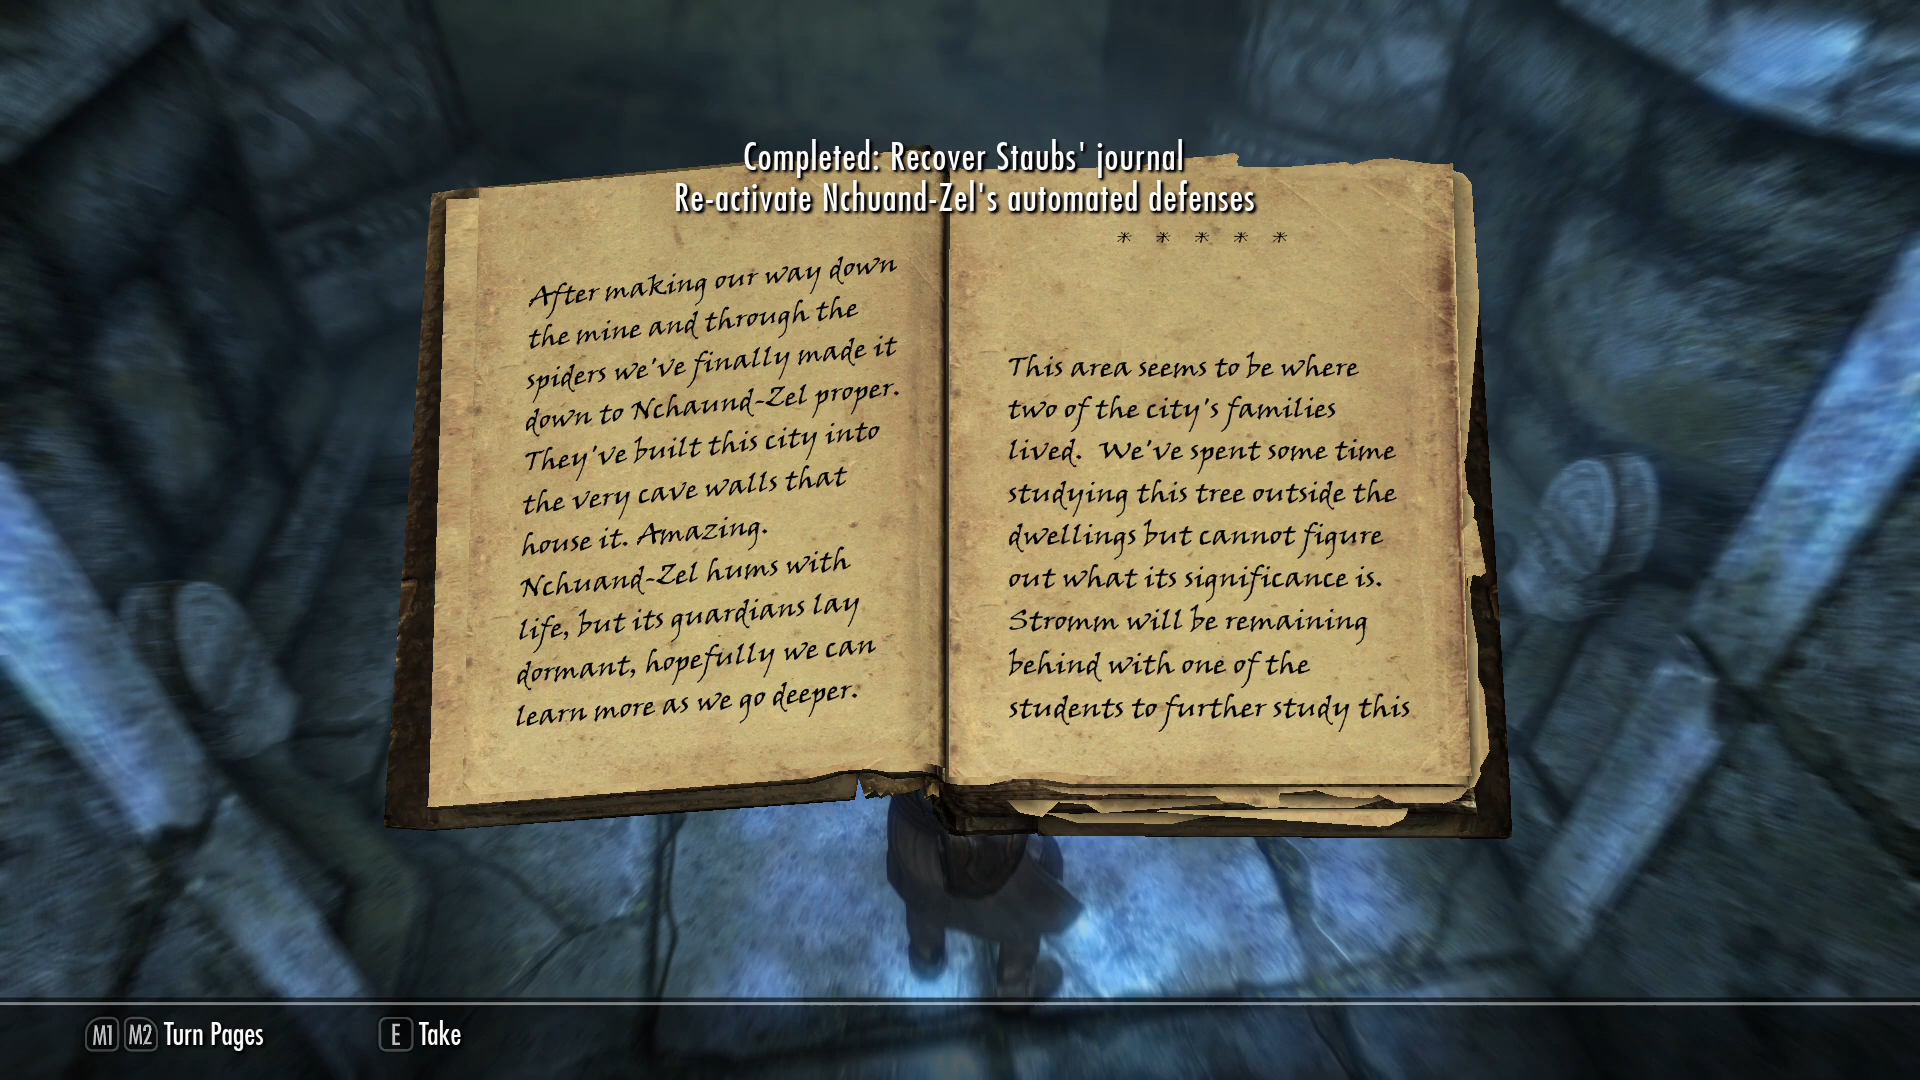 Completed: Recover Staubs' journal
Re-activate Nchuand-Zel's automated defenses
After making our way down
the mine and through the
spiders we've finally made it
down to Nchaund-Zel proper.
They've built this city into
the very cave walls that
house it. Amazing.
Nchuand-Zel hums with
life, but its guardians lay
dormant, hopefully we can
learn more as we go deeper.
* * * * *
This area seems to be where
two of the city's families
lived.  We've spent some time
studying this tree outside the
dwellings but cannot figure
out what its significance is.
Stromm will be remaining
behind with one of the
students to further study this
M1 M2 Turn Pages
E Take